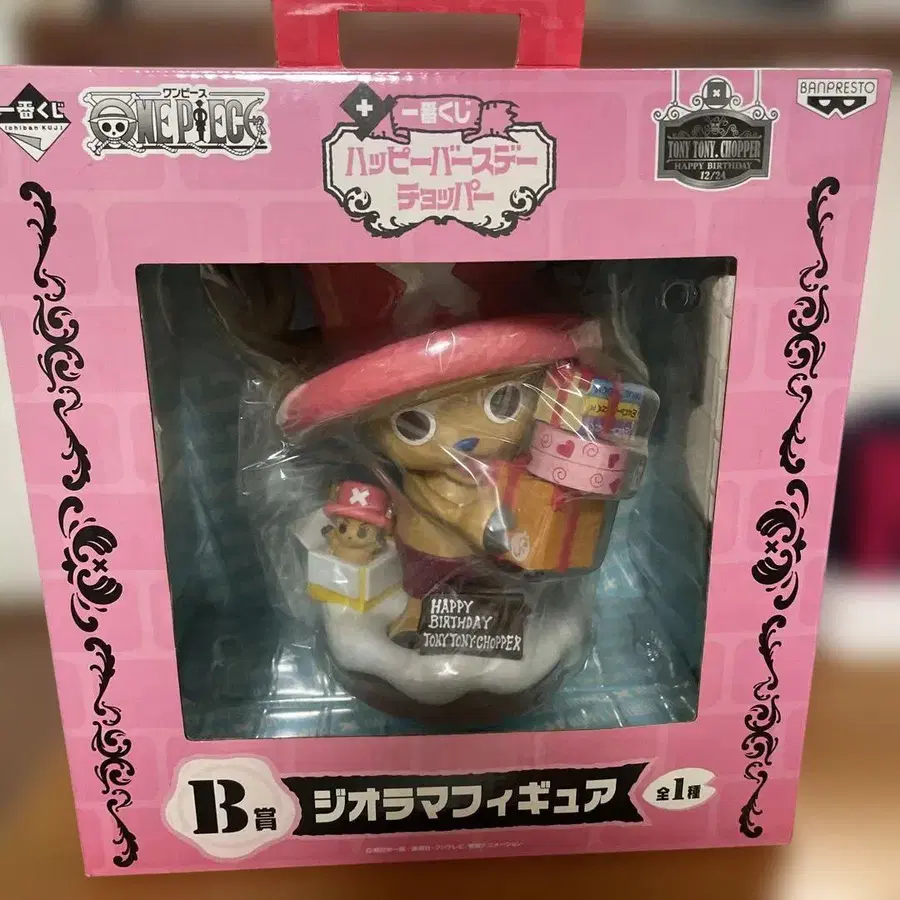 一番くじ
Ichiban KUJI
ワンピース
ONE PIECE
一番くじ
ハッピーバースデー
チョッパー
TONY TONY. CHOPPER
HAPPY BIRTHDAY
12/24
BANPRESTO
HAPPY
BIRTHDAY
TONY TONY·CHOPPER
B賞
ジオラマフィギュア
全1種